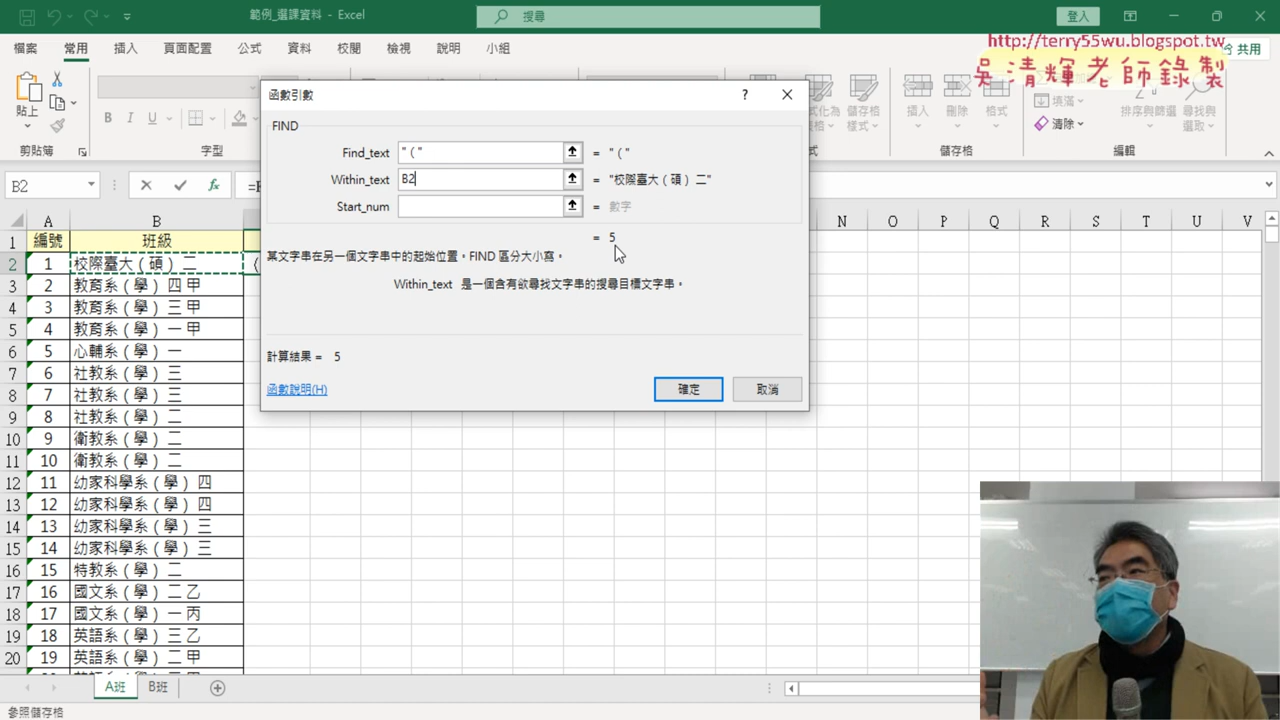 範例_選課資料 - Excel
搜尋
登入
檔案 常用 插入 頁面配置 公式 資料 校閱 檢視 說明 小組
共用
http://terry55wu.blogspot.tw
吳清輝老師錄製
貼上
B I U
儲存格
樣式
插入 刪除 格式
填滿
清除
排序與篩選 尋找與
選取
剪貼簿 字型 儲存格 編輯
B2
函數引數
FIND
Find_text "(" = "("
Within_text B2 = "校際臺大(碩) 二"
Start_num = 數字
= 5
某文字串在另一個文字串中的起始位置。FIND 區分大小寫。
Within_text 是一個含有欲尋找文字串的搜尋目標文字串。
計算結果 = 5
函數說明(H)
確定 取消
A B N O P Q R S T U V
1 編號 班級
2 1 校際臺大(碩) 二 (
3 2 教育系(學) 四 甲
4 3 教育系(學) 三 甲
5 4 教育系(學) 一 甲
6 5 心輔系(學) 一
7 6 社教系(學) 三
8 7 社教系(學) 三
9 8 社教系(學) 二
10 9 衛教系(學) 二
11 10 衛教系(學) 二
12 11 幼家科學系(學) 四
13 12 幼家科學系(學) 四
14 13 幼家科學系(學) 三
15 14 幼家科學系(學) 三
16 15 特教系(學) 二
17 16 國文系(學) 二 乙
18 17 國文系(學) 一 丙
19 18 英語系(學) 三 乙
20 19 英語系(學) 二 甲
A班 B班
參照儲存格